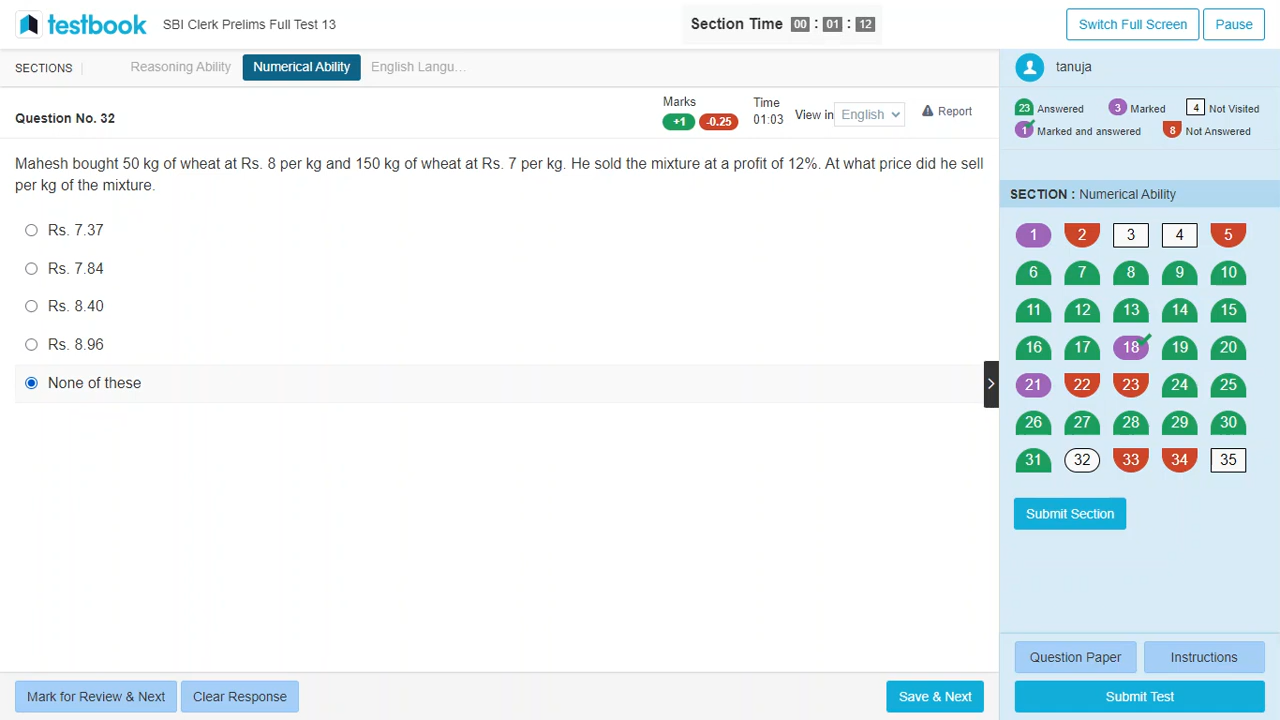 testbook
SBI Clerk Prelims Full Test 13
Section Time 00 : 01 : 12
Switch Full Screen
Pause
SECTIONS
Reasoning Ability
Numerical Ability
English Langu...
tanuja
Question No. 32
Marks
+1 -0.25
Time
01:03
View in English
Report
23 Answered
3 Marked
4 Not Visited
1 Marked and answered
8 Not Answered
Mahesh bought 50 kg of wheat at Rs. 8 per kg and 150 kg of wheat at Rs. 7 per kg. He sold the mixture at a profit of 12%. At what price did he sell
per kg of the mixture.
Rs. 7.37
Rs. 7.84
Rs. 8.40
Rs. 8.96
None of these
SECTION : Numerical Ability
1 2 3 4 5
6 7 8 9 10
11 12 13 14 15
16 17 18 19 20
21 22 23 24 25
26 27 28 29 30
31 32 33 34 35
Submit Section
Question Paper
Instructions
Mark for Review & Next
Clear Response
Save & Next
Submit Test